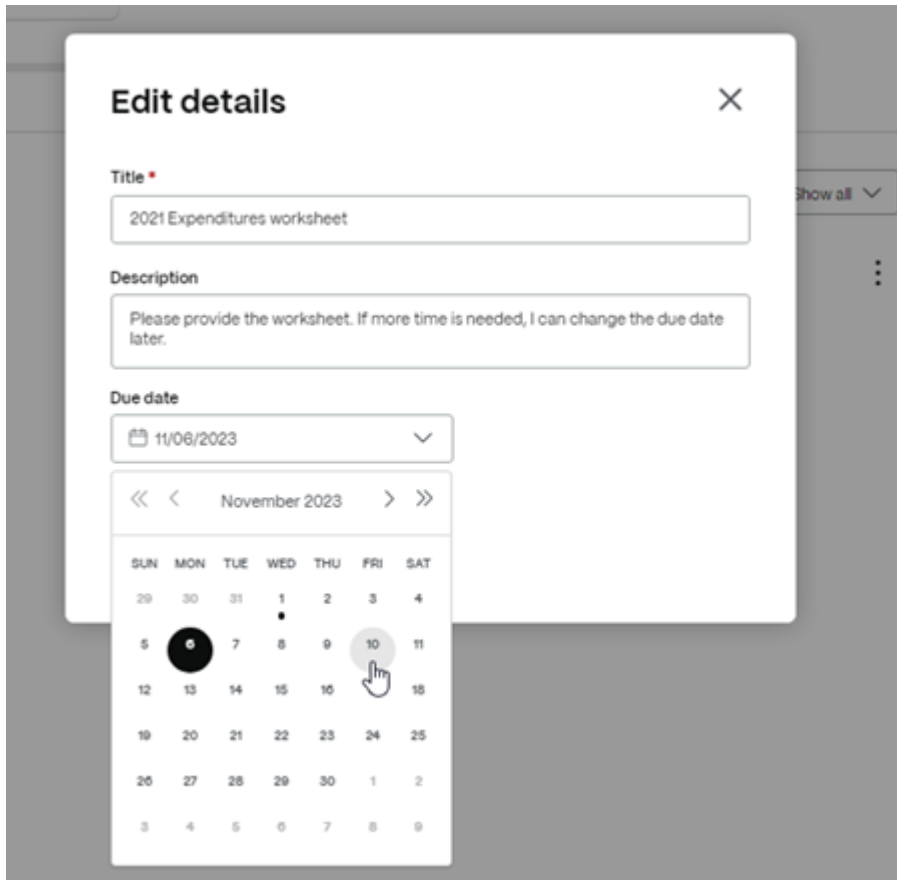 Edit details
Title *
Show all
2021 Expenditures worksheet
Description
Please provide the worksheet. If more time is needed, I can change the due date
later.
Due date
11/06/2023
November 2023
SUN MON TUE WED THU FRI SAT
29 30 31 1 2 3 4
5 6 7 8 9 10 11
12 13 14 15 16 18
19 20 21 22 23 24 25
26 27 28 29 30 1 2
3 4 5 6 7 8 9